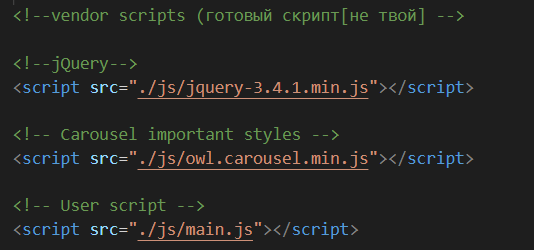 <!--vendor scripts (готовый скрипт[не твой] -->
<!--jQuery-->
<script src="./js/jquery-3.4.1.min.js"></script>
<!-- Carousel important styles -->
<script src="./js/owl.carousel.min.js"></script>
<!-- User script -->
<script src="./js/main.js"></script>